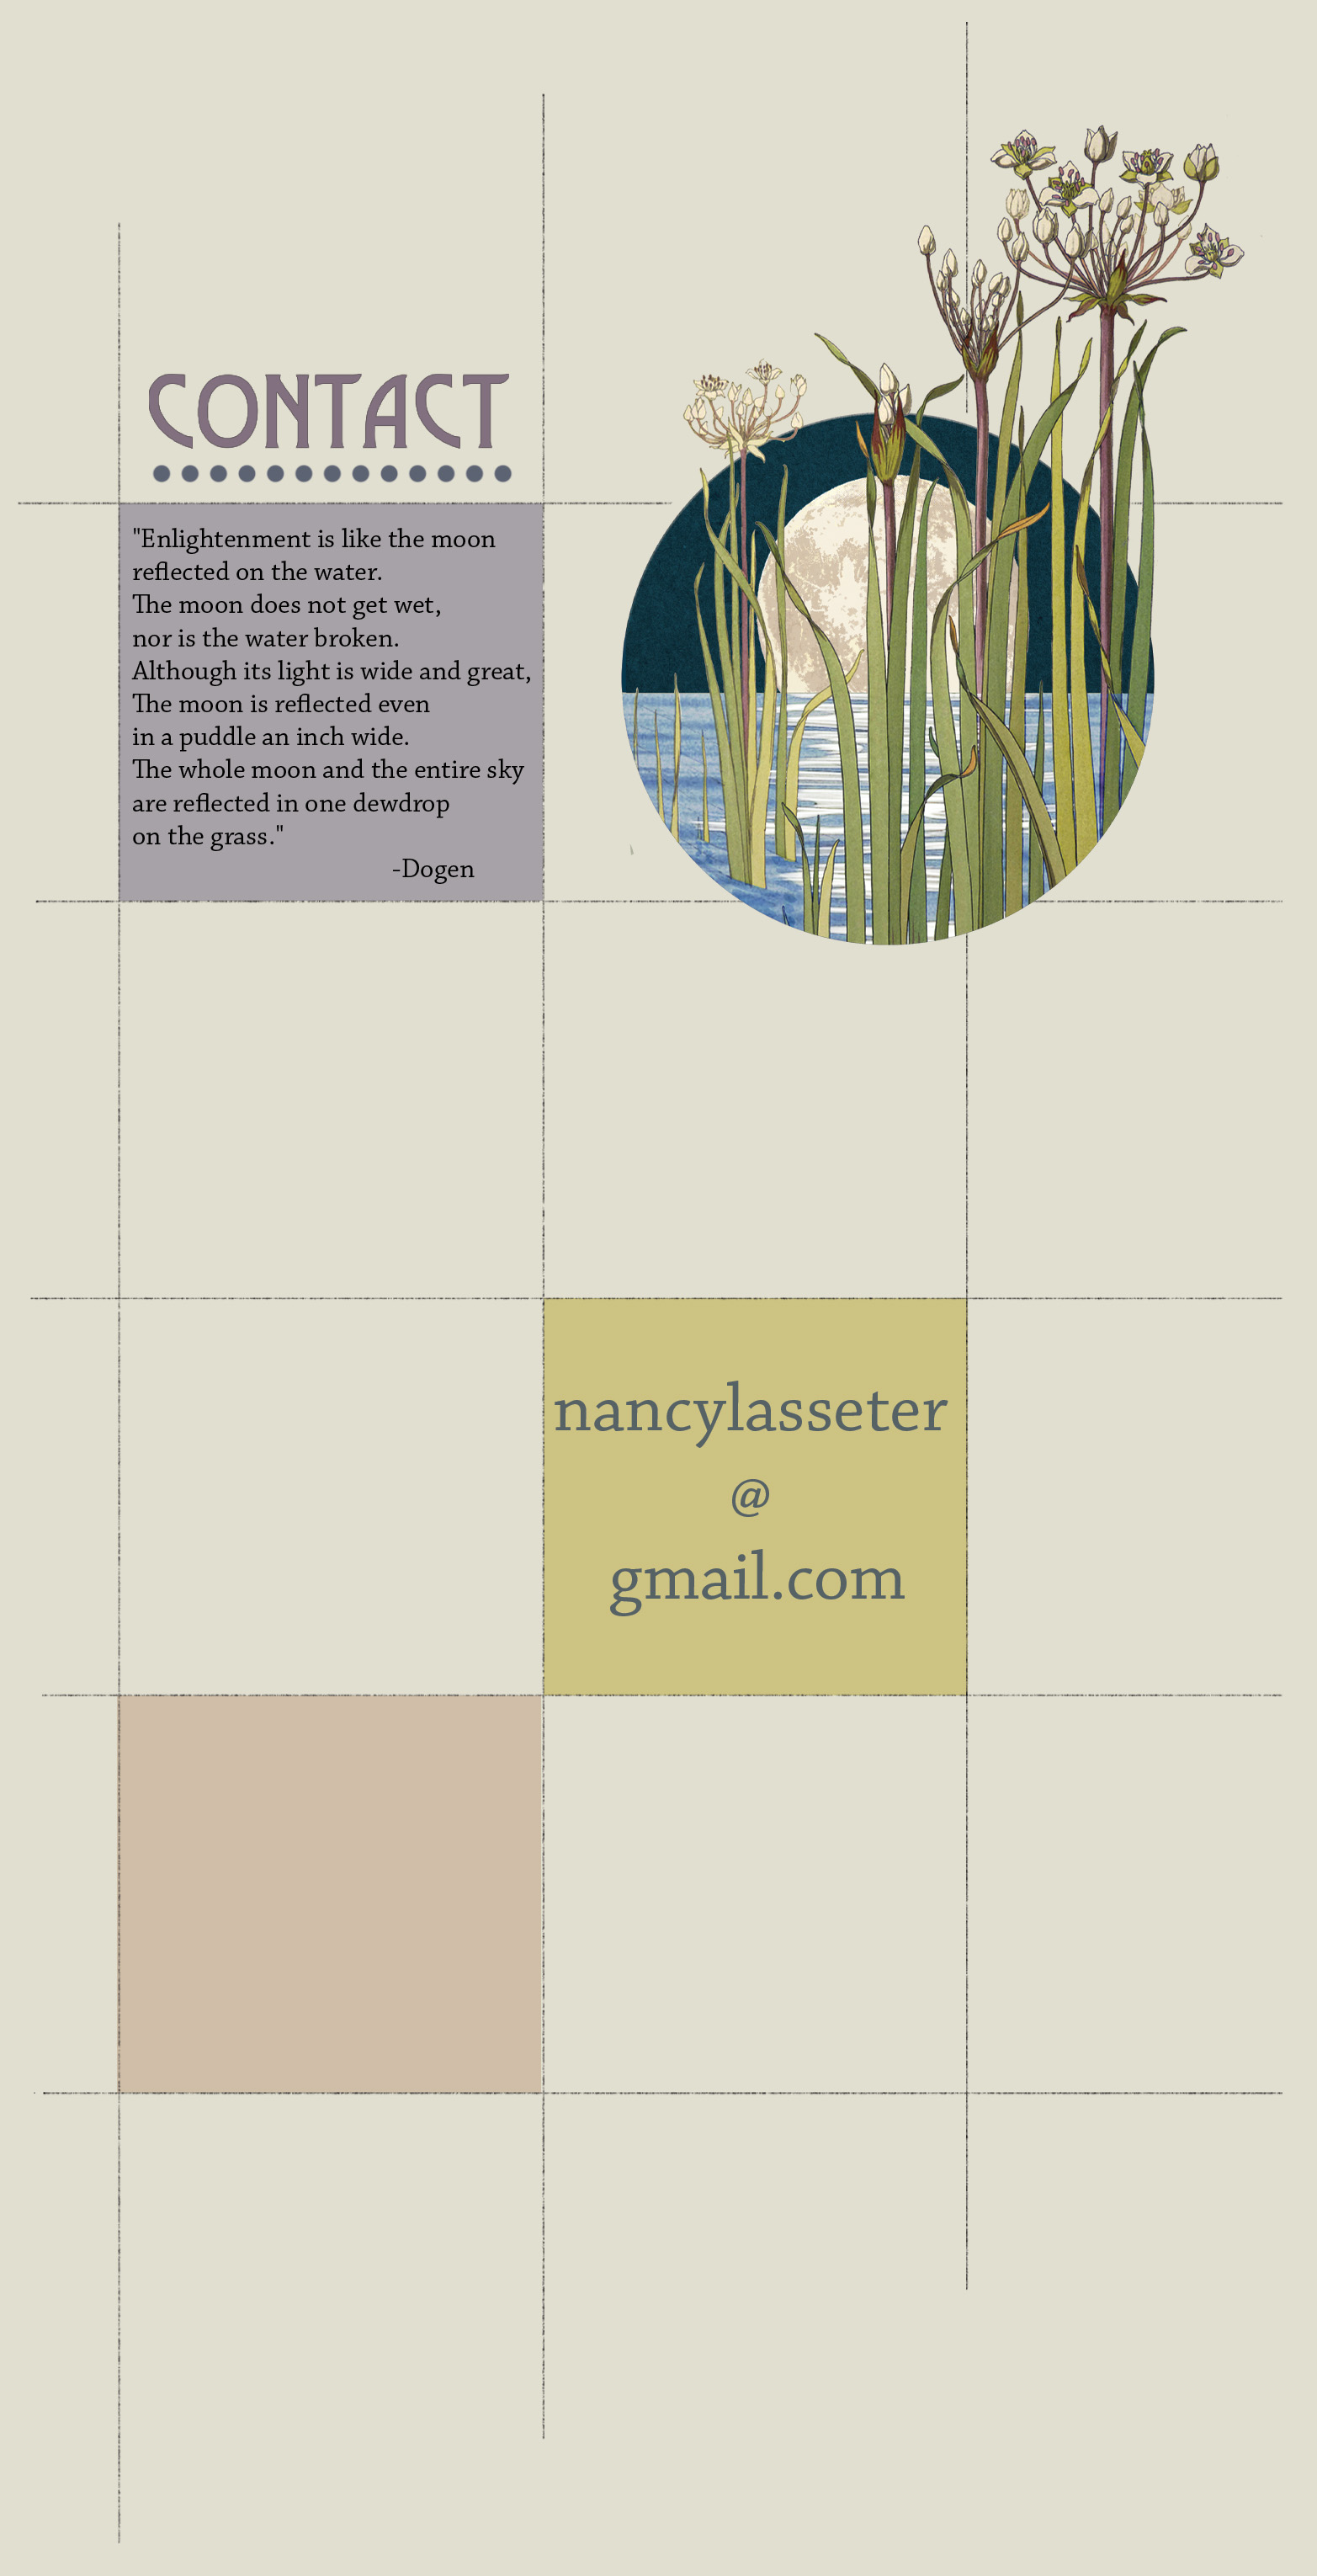 CONTACT
"Enlightenment is like the moon
reflected on the water.
The moon does not get wet,
nor is the water broken.
Although its light is wide and great,
The moon is reflected even
in a puddle an inch wide.
The whole moon and the entire sky
are reflected in one dewdrop
on the grass."
-Dogen
nancylasseter
@
gmail.com